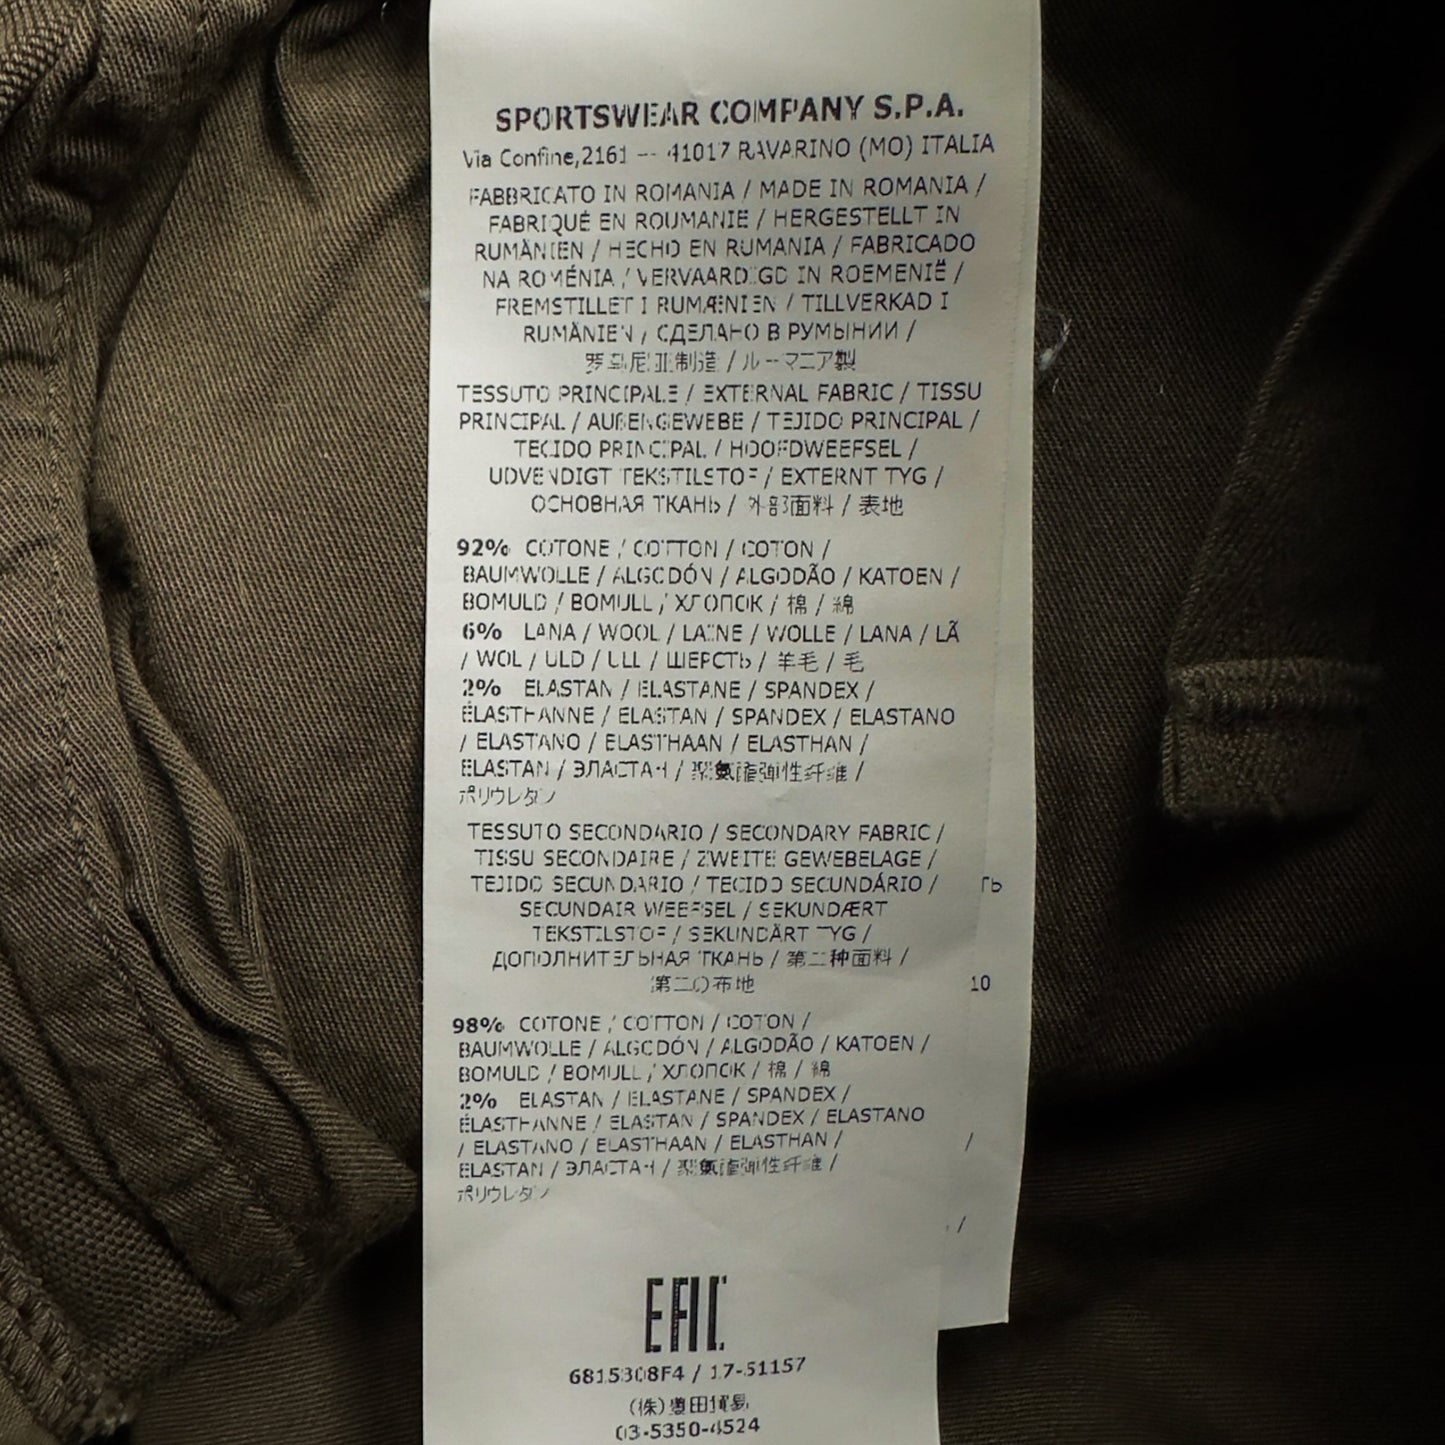 SPORTSWEAR COMPANY S.P.A.
Via Confine,2161 -- 41017 RAVARINO (MO) ITALIA
FABBRICATO IN ROMANIA / MADE IN ROMANIA /
FABRIQUÉ EN ROUMANIE / HERGESTELLT IN
RUMÄNIEN / HECHO EN RUMANIA / FABRICADO
NA ROMÉNIA / VERVAARDIGD IN ROEMENIË /
FREMSTILLET I RUMÆNIEN / TILLVERKAD I
RUMÄNIEN / СДЕЛАНО В РУМЫНИИ /
罗马尼亚制造 / ルーマニア製
TESSUTO PRINCIPALE / EXTERNAL FABRIC / TISSU
PRINCIPAL / AUßENGEWEBE / TEJIDO PRINCIPAL /
TECIDO PRINCIPAL / HOOFDWEEFSEL /
UDVENDIGT TEKSTILSTOF / EXTERNT TYG /
ОСНОВНАЯ ТКАНЬ / 外部面料 / 表地
92% COTONE / COTTON / COTON /
BAUMWOLLE / ALGODÓN / ALGODÃO / KATOEN /
BOMULD / BOMULL / ХЛОПОК / 棉 / 綿
6% LANA / WOOL / LAINE / WOLLE / LANA / LÃ
/ WOL / ULD / ULL / ШЕРСТЬ / 羊毛 / 毛
2% ELASTAN / ELASTANE / SPANDEX /
ÉLASTHANNE / ELASTAN / SPANDEX / ELASTANO
/ ELASTANO / ELASTHAAN / ELASTHAN /
ELASTAN / ЭЛАСТАН / 聚氨酯弹性纤维 /
ポリウレタン
TESSUTO SECONDARIO / SECONDARY FABRIC /
TISSU SECONDAIRE / ZWEITE GEWEBELAGE /
TEJIDO SECUNDARIO / TECIDO SECUNDÁRIO /
SECUNDAIR WEEFSEL / SEKUNDÆRT
TEKSTILSTOF / SEKUNDÄRT TYG /
ДОПОЛНИТЕЛЬНАЯ ТКАНЬ / 第二种面料 /
第二の布地
98% COTONE / COTTON / COTON /
BAUMWOLLE / ALGODÓN / ALGODÃO / KATOEN /
BOMULD / BOMULL / ХЛОПОК / 棉 / 綿
2% ELASTAN / ELASTANE / SPANDEX /
ÉLASTHANNE / ELASTAN / SPANDEX / ELASTANO
/ ELASTANO / ELASTHAAN / ELASTHAN /
ELASTAN / ЭЛАСТАН / 聚氨酯弹性纤维 /
ポリウレタン
EAC
6815308F4 / 17-51157
(株)豊田貿易
03-5350-4524
ТЬ
10
/
/